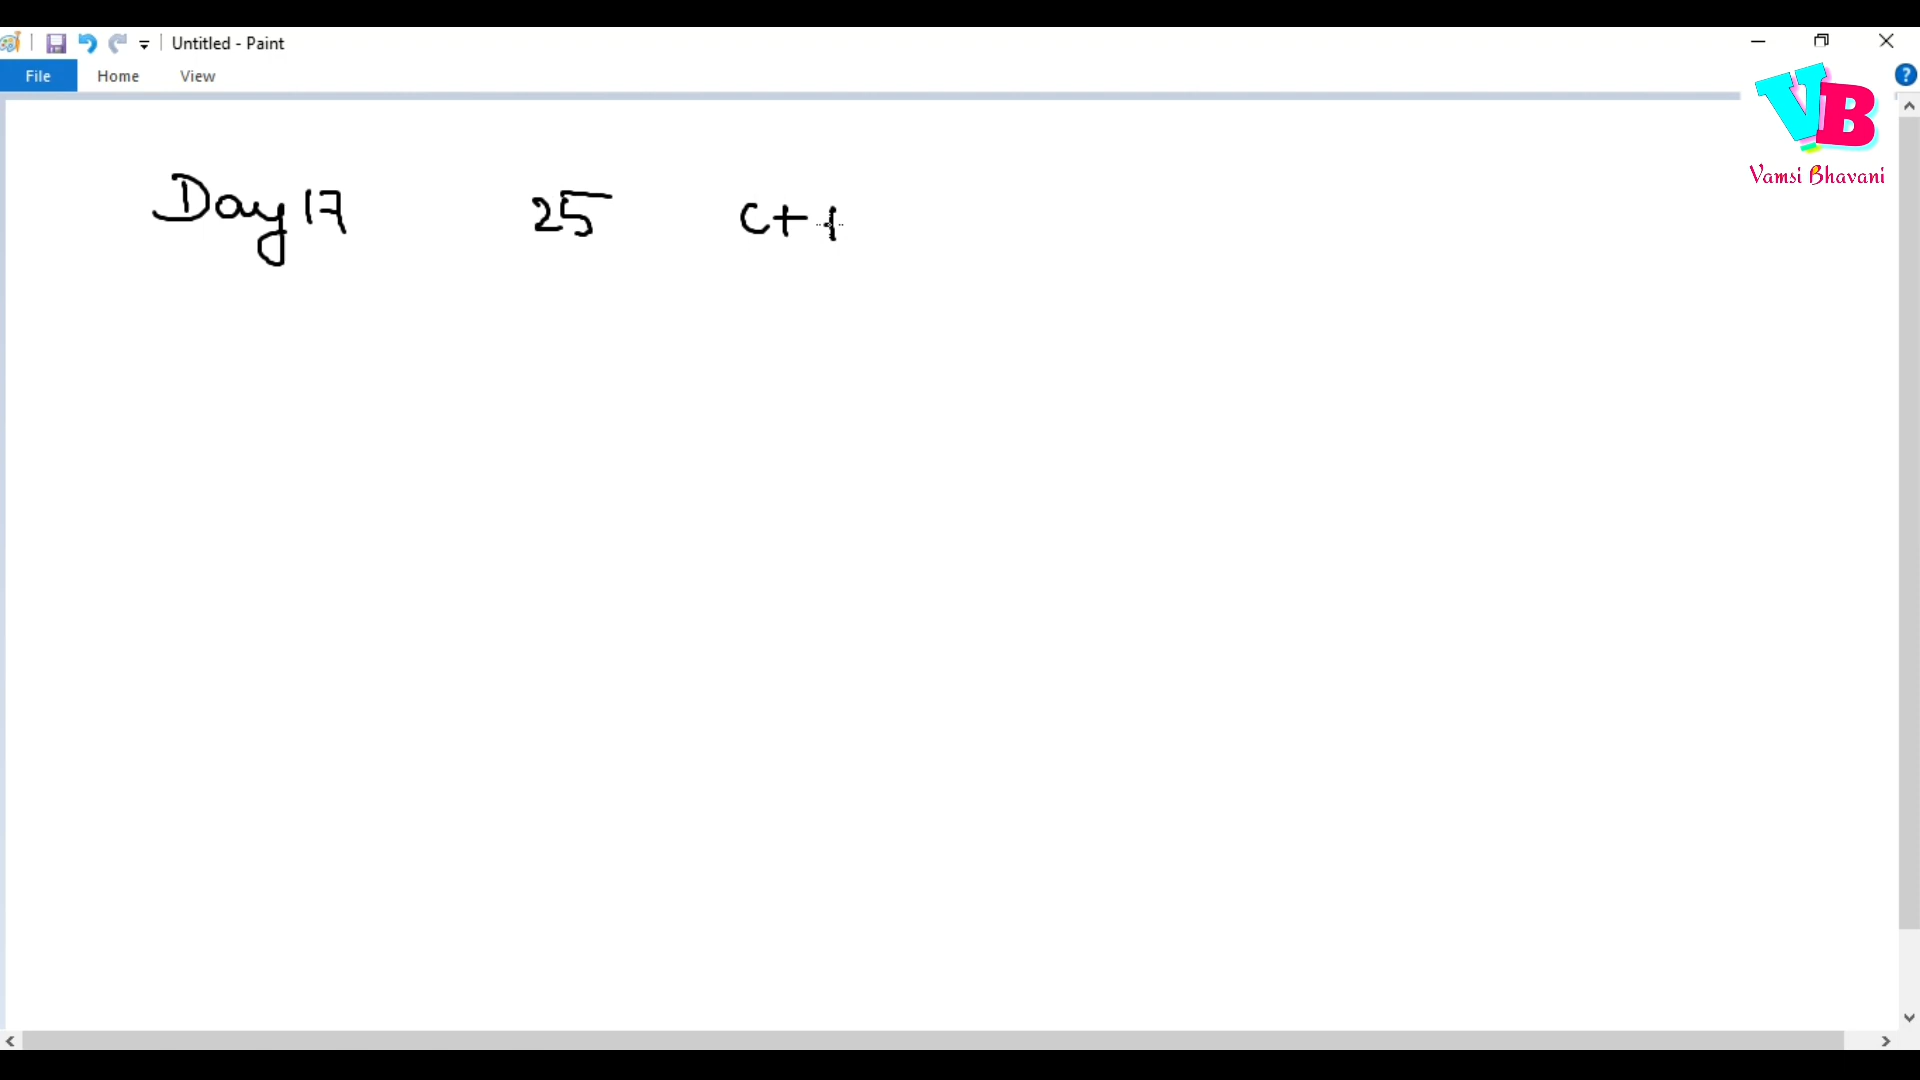 Untitled - Paint
File Home View
VB
Vamsi Bhavani
Day 17 25 C++